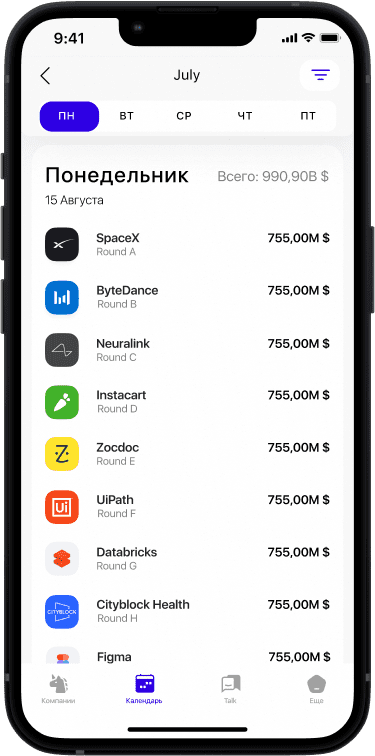 9:41
July
ПН ВТ СР ЧТ ПТ
Понедельник Всего: 990,90B $
15 Августа
SpaceX 755,00M $
Round A
ByteDance 755,00M $
Round B
Neuralink 755,00M $
Round C
Instacart 755,00M $
Round D
Zocdoc 755,00M $
Round E
Ui
UiPath 755,00M $
Round F
Databricks 755,00M $
Round G
CITYBLOCK
Cityblock Health 755,00M $
Round H
Figma 755,00M $
Компании Календарь Talk Еще